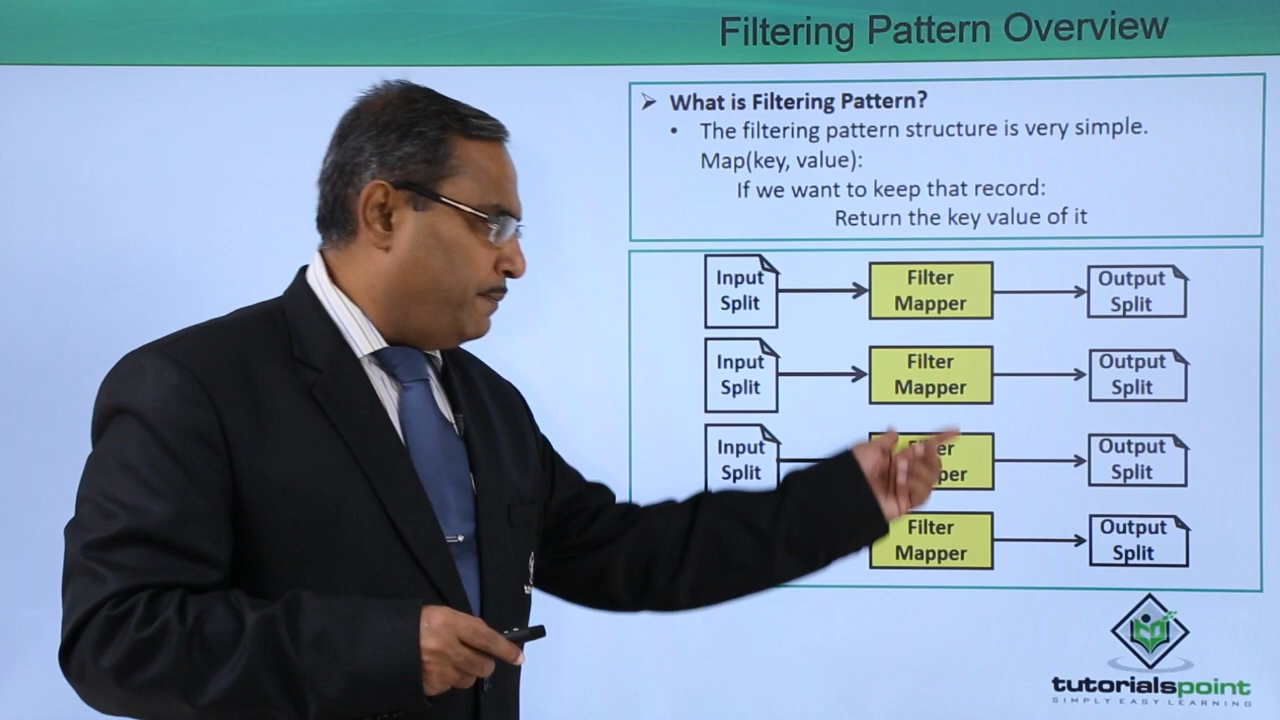 Filtering Pattern Overview
What is Filtering Pattern?
• The filtering pattern structure is very simple.
Map(key, value):
If we want to keep that record:
Return the key value of it
Input
Split
Filter
Mapper
Output
Split
Input
Split
Filter
Mapper
Output
Split
Input
Split
Output
Split
Filter
Mapper
Output
Split
tutorialspoint
SIMPLY EASY LEARNING